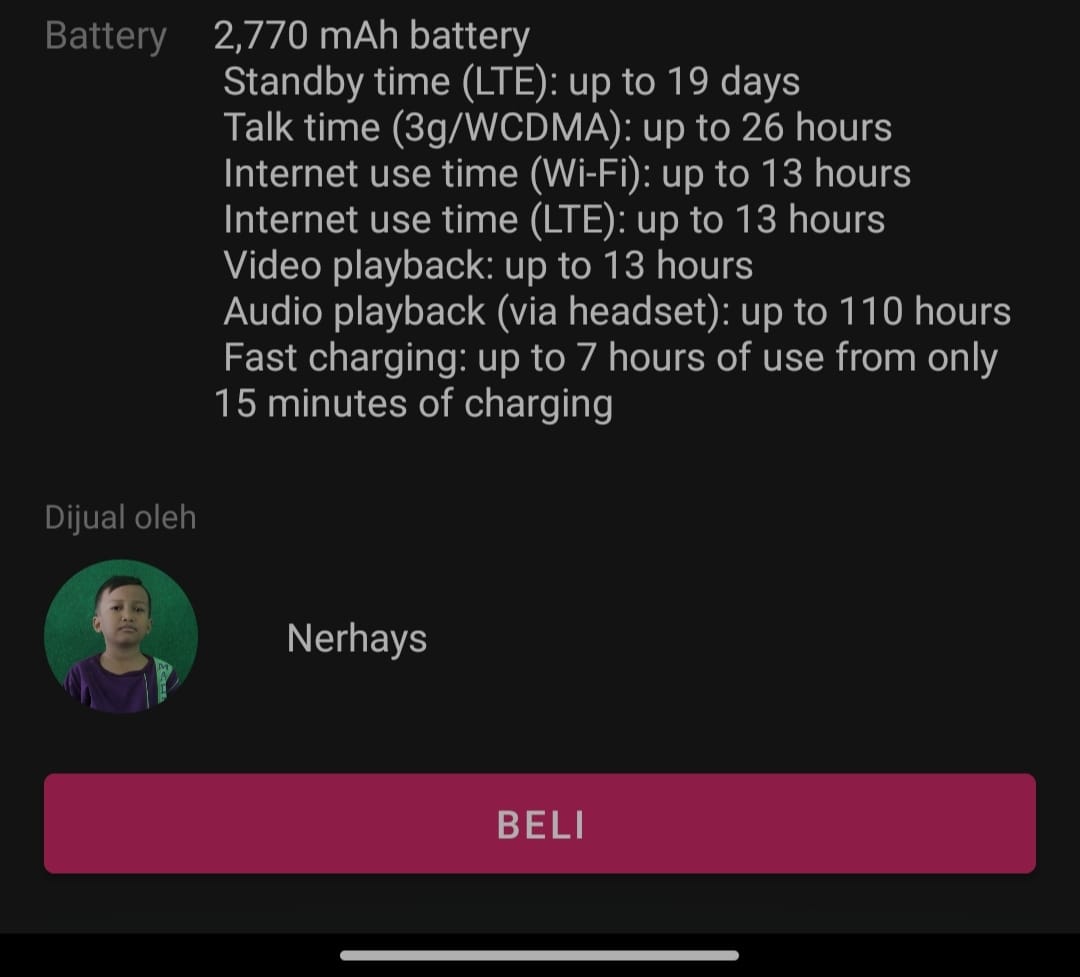 Battery 2,770 mAh battery
Standby time (LTE): up to 19 days
Talk time (3g/WCDMA): up to 26 hours
Internet use time (Wi-Fi): up to 13 hours
Internet use time (LTE): up to 13 hours
Video playback: up to 13 hours
Audio playback (via headset): up to 110 hours
Fast charging: up to 7 hours of use from only
15 minutes of charging
Dijual oleh
Nerhays
BELI